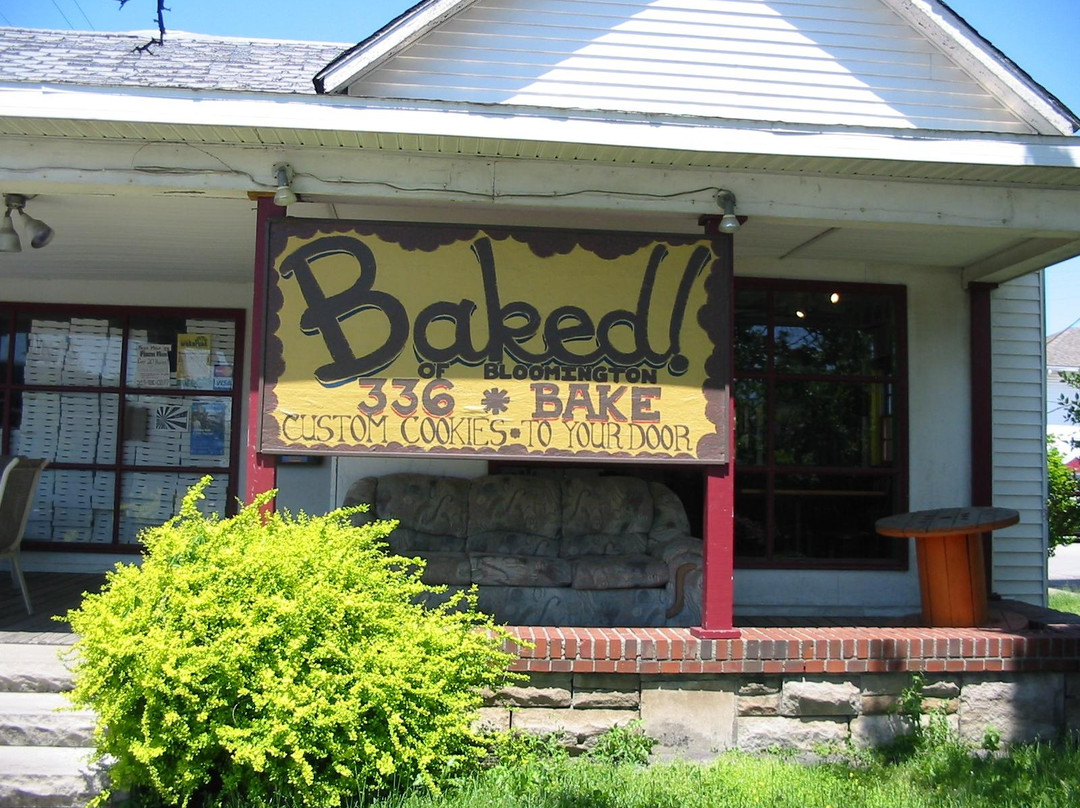 Baked!
OF BLOOMINGTON
336 * BAKE
CUSTOM COOKIES * TO YOUR DOOR